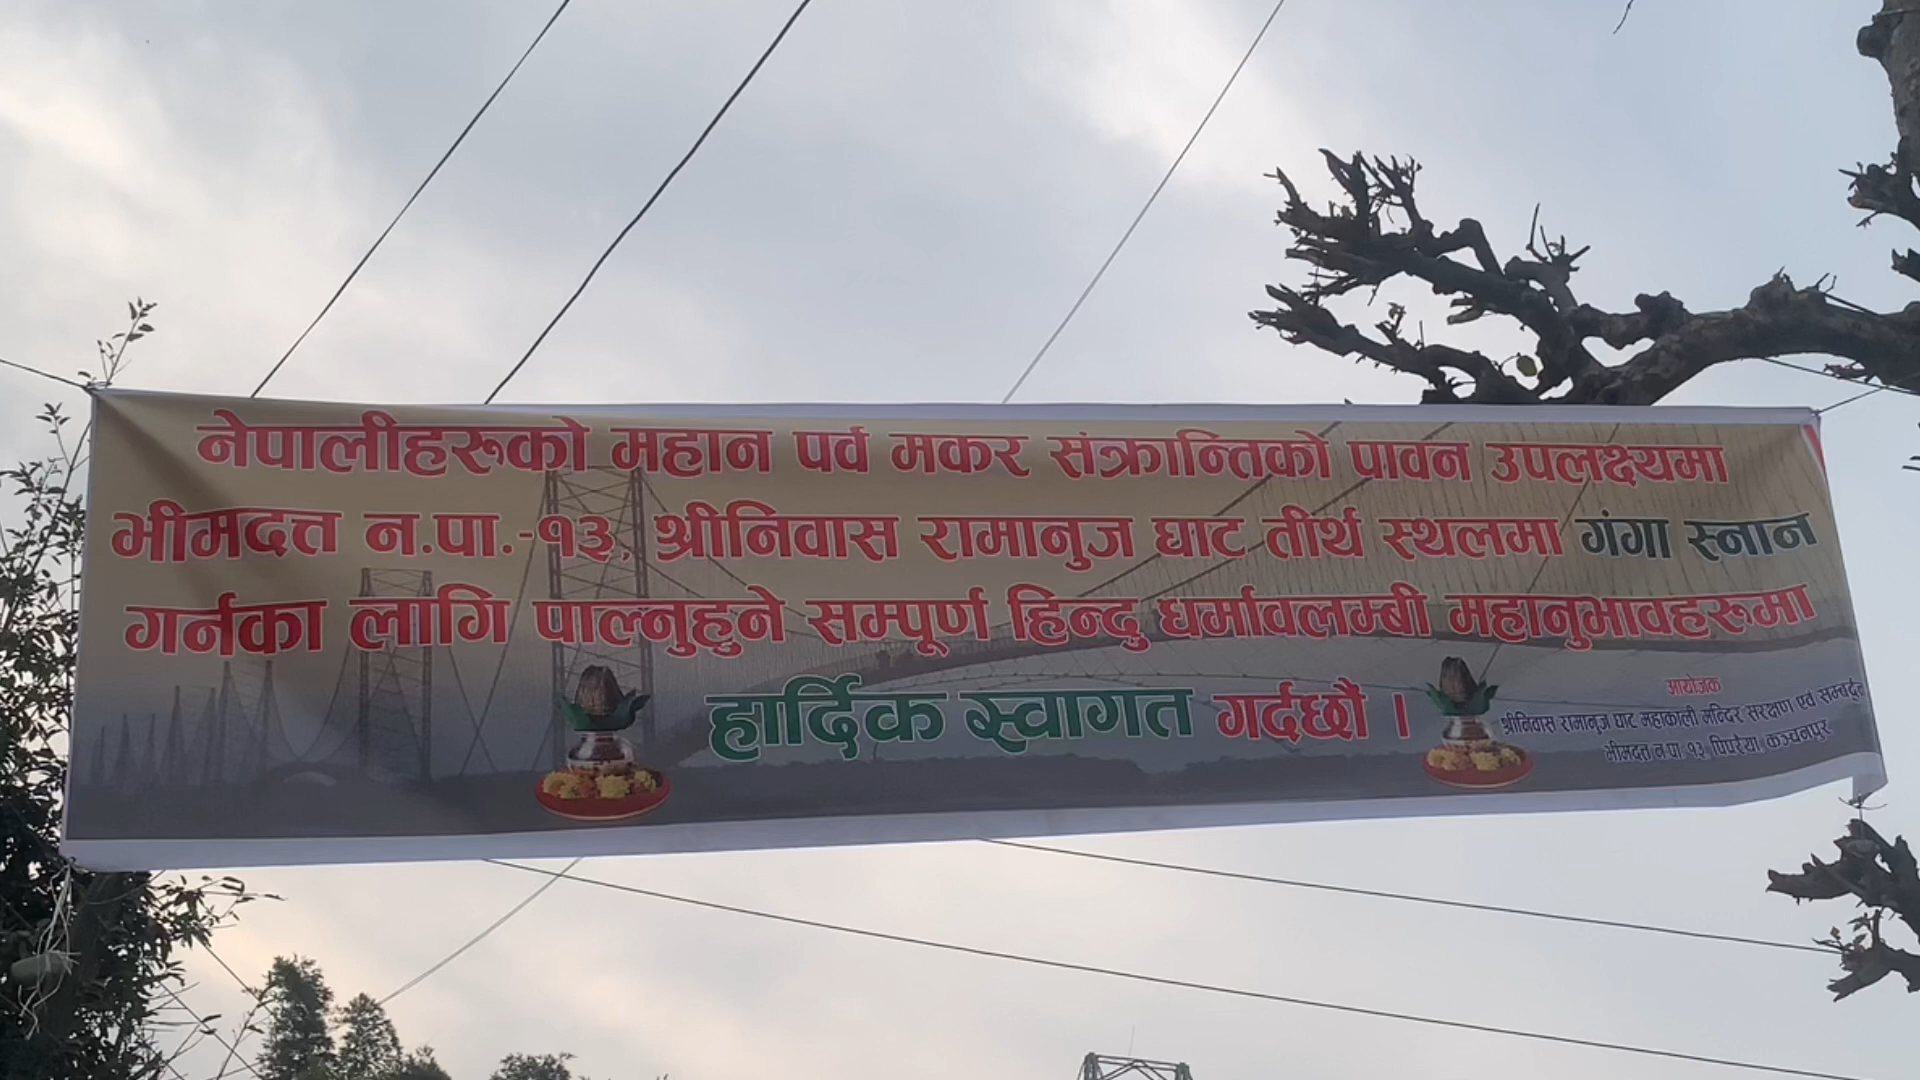 नेपालीहरुको महान पर्व मकर संक्रान्तिको पावन उपलक्ष्यमा
भीमदत्त न.पा.-१३, श्रीनिवास रामानुज घाट तीर्थ स्थलमा गंगा स्नान
गर्नका लागि पाल्नुहुने सम्पूर्ण हिन्दु धर्मावलम्बी महानुभावहरुमा
हार्दिक स्वागत गर्दछौं ।
आयोजक
श्रीनिवास रामानुज घाट महाकाली मन्दिर संरक्षण एवं सम्वर्द्धन
भीमदत्त न.पा १३ पिपरैया कञ्चनपुर